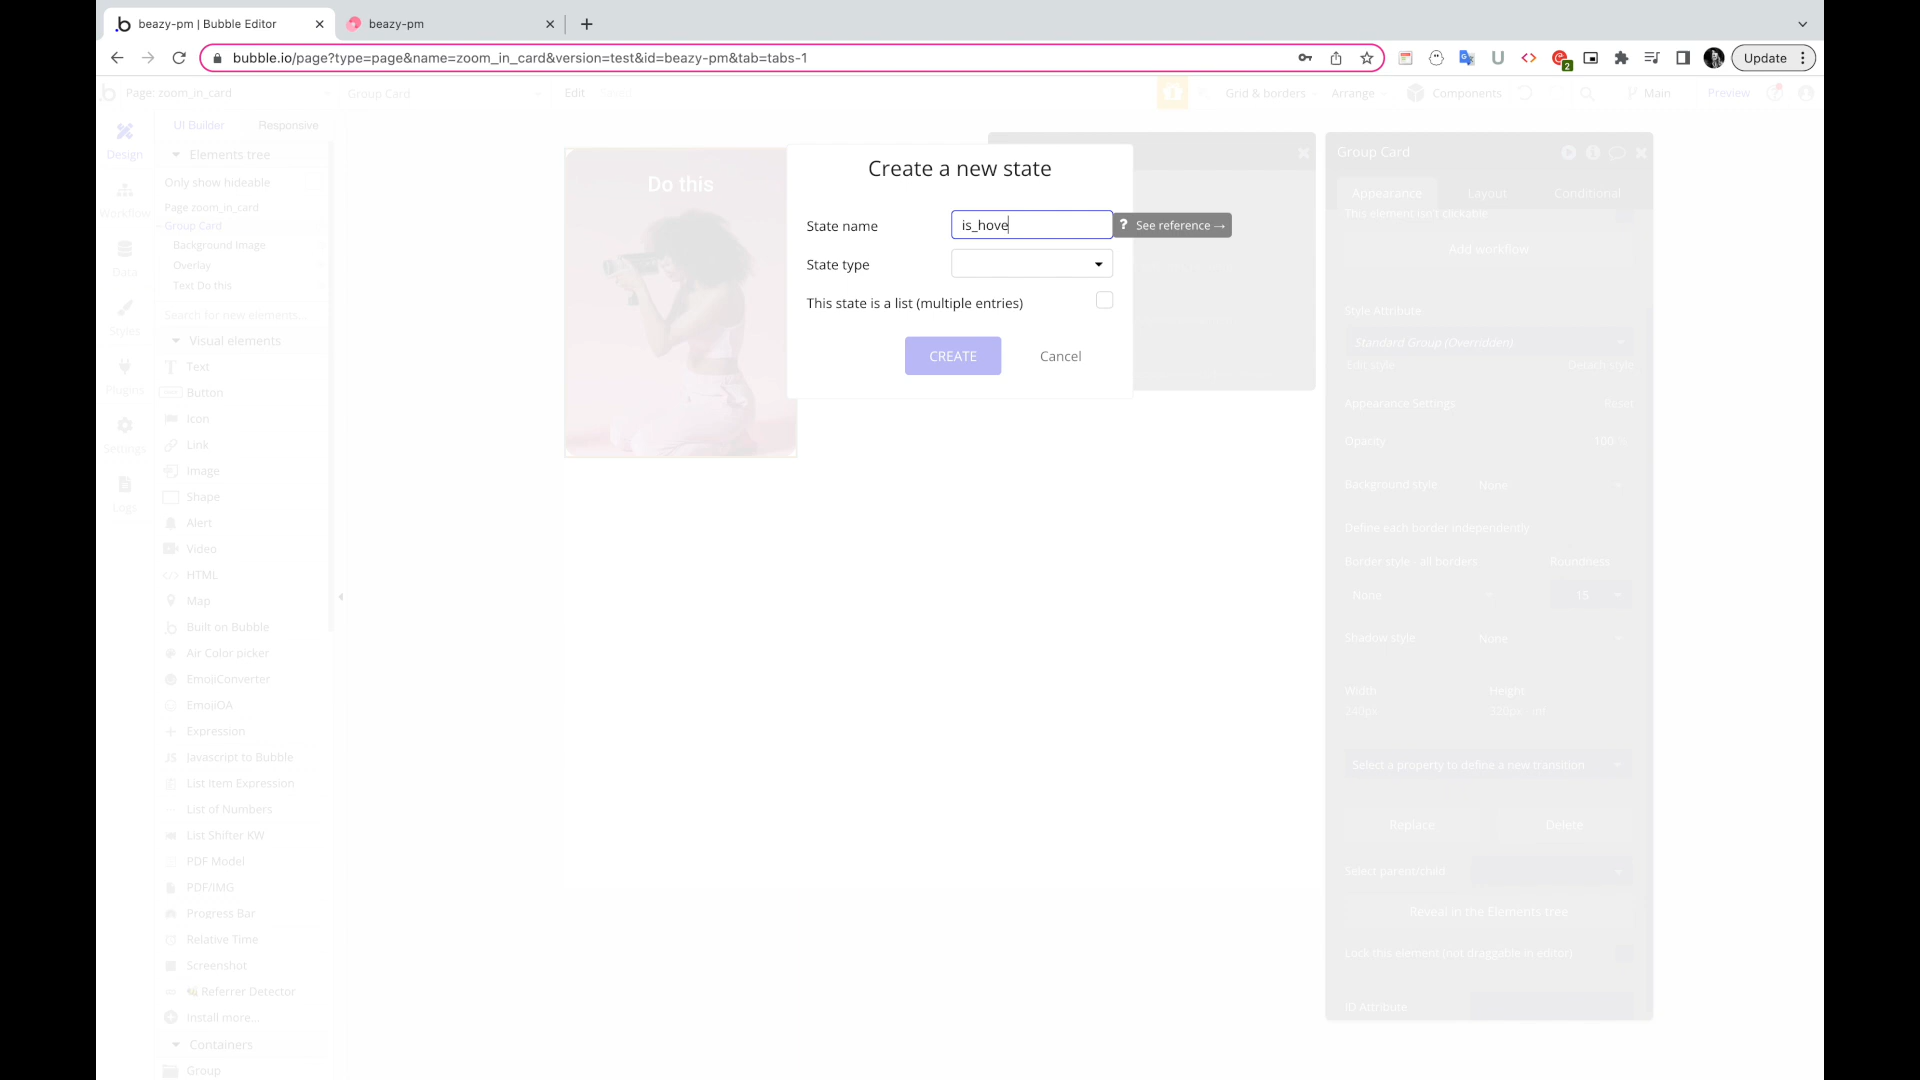 beazy-pm | Bubble Editor
beazy-pm
bubble.io/page?type=page&name=zoom_in_card&version=test&id=beazy-pm&tab=tabs-1
2
Update
Page: zoom_in_card
Group Card
Edit
Grid & borders
Arrange
Components
Main
Preview
UI Builder
Responsive
Design
Workflow
Data
Styles
Plugins
Settings
Logs
Elements tree
Only show hideable
Page zoom_in_card
Group Card
Background Image
Overlay
Text Do this
Search for new elements...
Visual elements
Text
Button
Icon
Link
Image
Shape
Alert
Video
HTML
Map
Built on Bubble
Air Color picker
EmojiConverter
EmojiOA
Expression
JS Javascript to Bubble
List Item Expression
List of Numbers
List Shifter KW
PDF Model
PDF/IMG
Progress Bar
Relative Time
Screenshot
Referrer Detector
Install more...
Containers
Group
Do this
Create a new state
State name
is_hove
? See reference →
State type
This state is a list (multiple entries)
CREATE
Cancel
Group Card
Appearance
Layout
Conditional
This element isn't clickable
Add workflow
Style Attribute
Standard Group (Overridden)
Edit style
Detach style
Appearance Settings
Reset
Opacity
100 %
Background style
None
Define each border independently
Border style - all borders
Roundness
None
15
Shadow style
None
Width
Height
240px
Select a property to define a new transition
Replace
Delete
Select parent/child
Reveal in the Elements tree
Lock this element (not draggable in editor)
ID Attribute